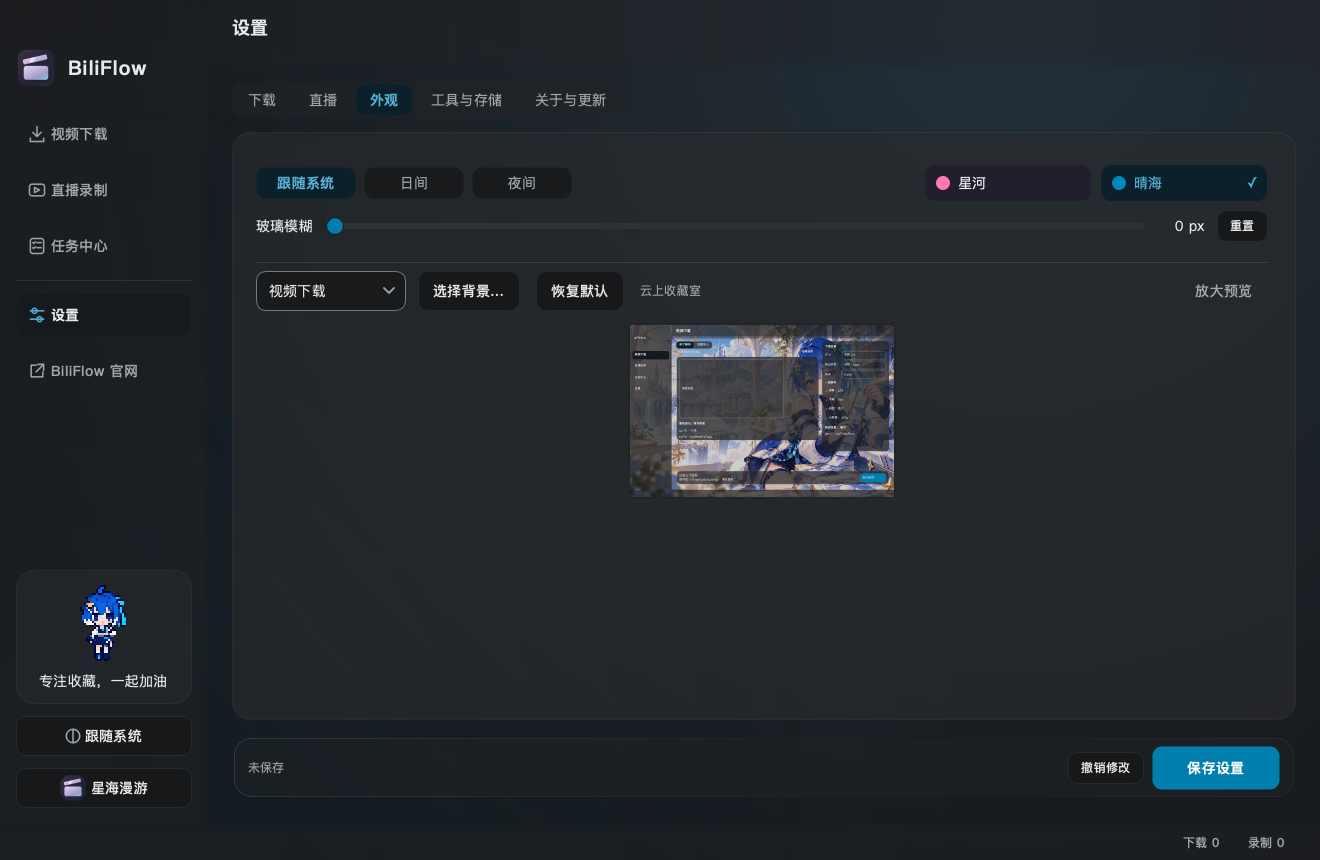 设置
BiliFlow
视频下载
直播录制
任务中心
设置
BiliFlow 官网
专注收藏，一起加油
跟随系统
星海漫游
下载 直播 外观 工具与存储 关于与更新
跟随系统 日间 夜间 星河 晴海
玻璃模糊 0 px 重置
视频下载 选择背景... 恢复默认 云上收藏室 放大预览
未保存 撤销修改 保存设置
下载 0 录制 0